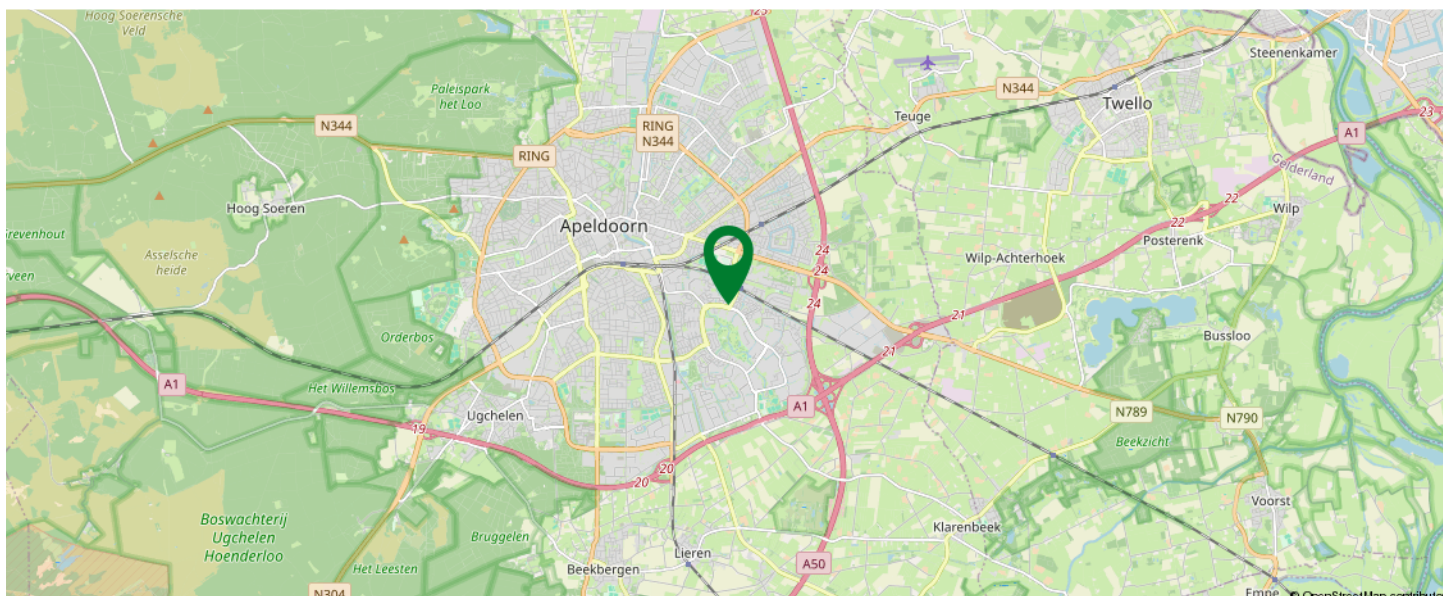 Hoog Soerensche
Veld
25
Steenenkamer
Paleispark
het Loo
N344
Twello
23
Teuge
N344
RING
N344
A1
RING
Gelderland
Hoog Soeren
22
Wilp
22
Apeldoorn
Posterenk
Grevenhout
Asselsche
heide
24
Wilp-Achterhoek
24
24
21
Orderbos
Bussloo
21
A1
Het Willemsbos
A1
N789
N790
Ugchelen
19
Beekzicht
20
20
Voorst
Boswachterij
Ugchelen
Hoenderloo
Klarenbeek
Bruggelen
Lieren
A50
Het Leesten
Beekbergen
N304
Empe
© OpenStreetMap contributor